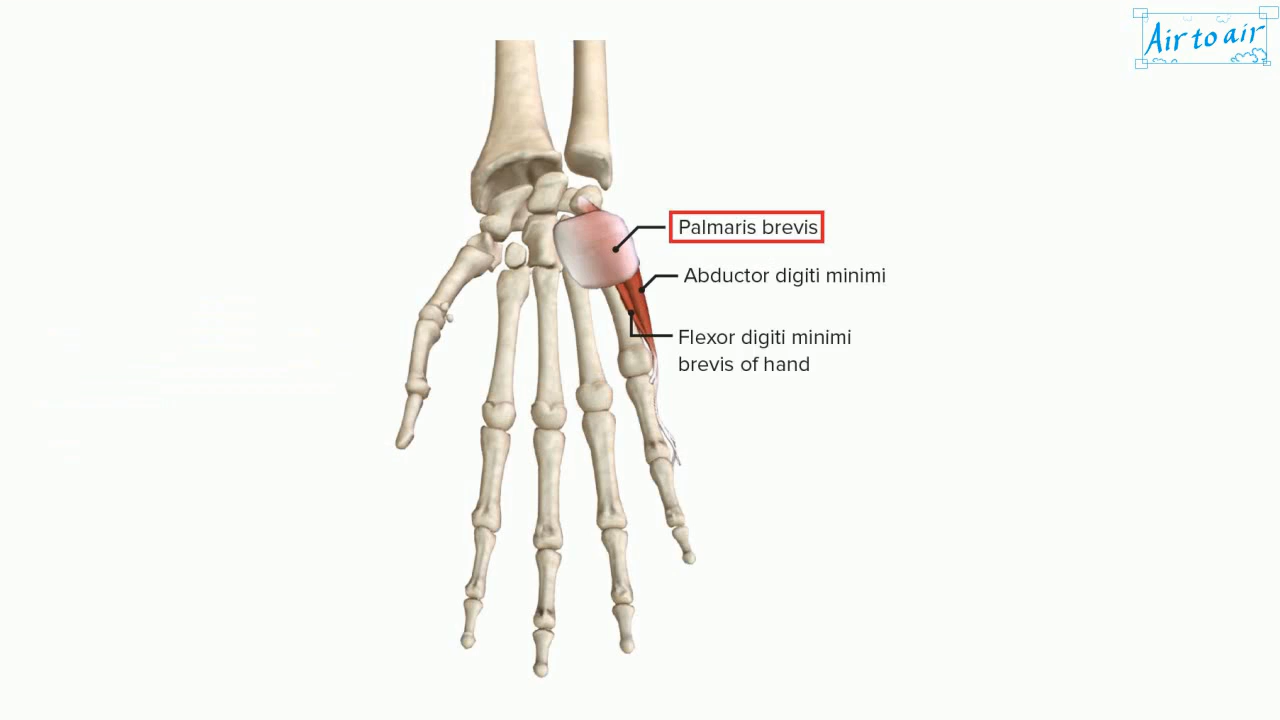 Air to air
Palmaris brevis
Abductor digiti minimi
Flexor digiti minimi
brevis of hand